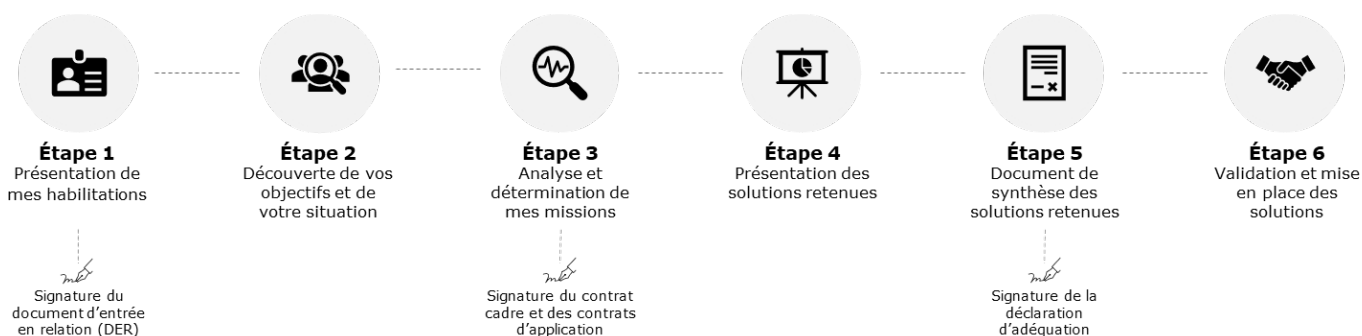 Étape 1
Présentation de
mes habilitations
Signature du
document d'entrée
en relation (DER)
Étape 2
Découverte de vos
objectifs et de
votre situation
Étape 3
Analyse et
détermination de
mes missions
Signature du contrat
cadre et des contrats
d'application
Étape 4
Présentation des
solutions retenues
Étape 5
Document de
synthèse des
solutions retenues
Signature de la
déclaration
d'adéquation
Étape 6
Validation et mise
en place des
solutions